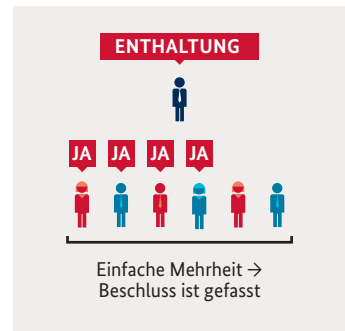 ENTHALTUNG
JA JA JA JA
Einfache Mehrheit →
Beschluss ist gefasst